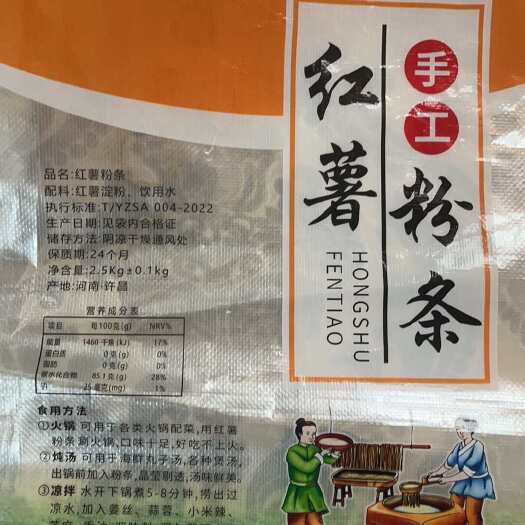 手工
红薯粉条
HONGSHU
FENTIAO
品名:红薯粉条
配料:红薯淀粉、饮用水
执行标准:T/YZSA 004-2022
生产日期:见袋内合格证
储存方法:阴凉干燥通风处
保质期:24个月
净含量:2.5Kg±0.1kg
产地:河南·许昌
营养成分表
项目 每100克(g) NRV%
能量 1460 千焦(kJ) 17%
蛋白质 0 克(g) 0%
脂肪 0 克(g) 0%
碳水化合物 85.1 克(g) 28%
钠 25 毫克(mg) 1%
食用方法
①火锅 可用于各类火锅配菜,用红薯
粉条涮火锅,口味十足,好吃不上火。
②炖汤 可用于海鲜丸子汤,各种煲汤,
出锅前加入粉条,晶莹剔透,汤味鲜美。
③凉拌 水开下锅煮5-8分钟,捞出过
凉水,加入姜丝、蒜蓉、小米辣、